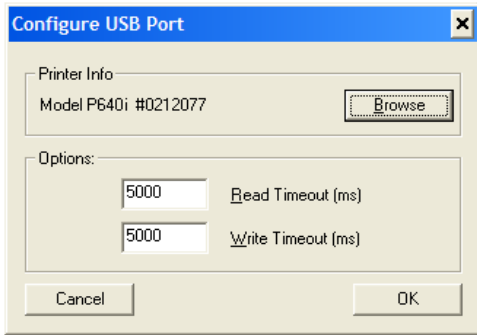 Configure USB Port
Printer Info
Model P640i #0212077
Browse
Options:
5000 Read Timeout (ms)
5000 Write Timeout (ms)
Cancel OK